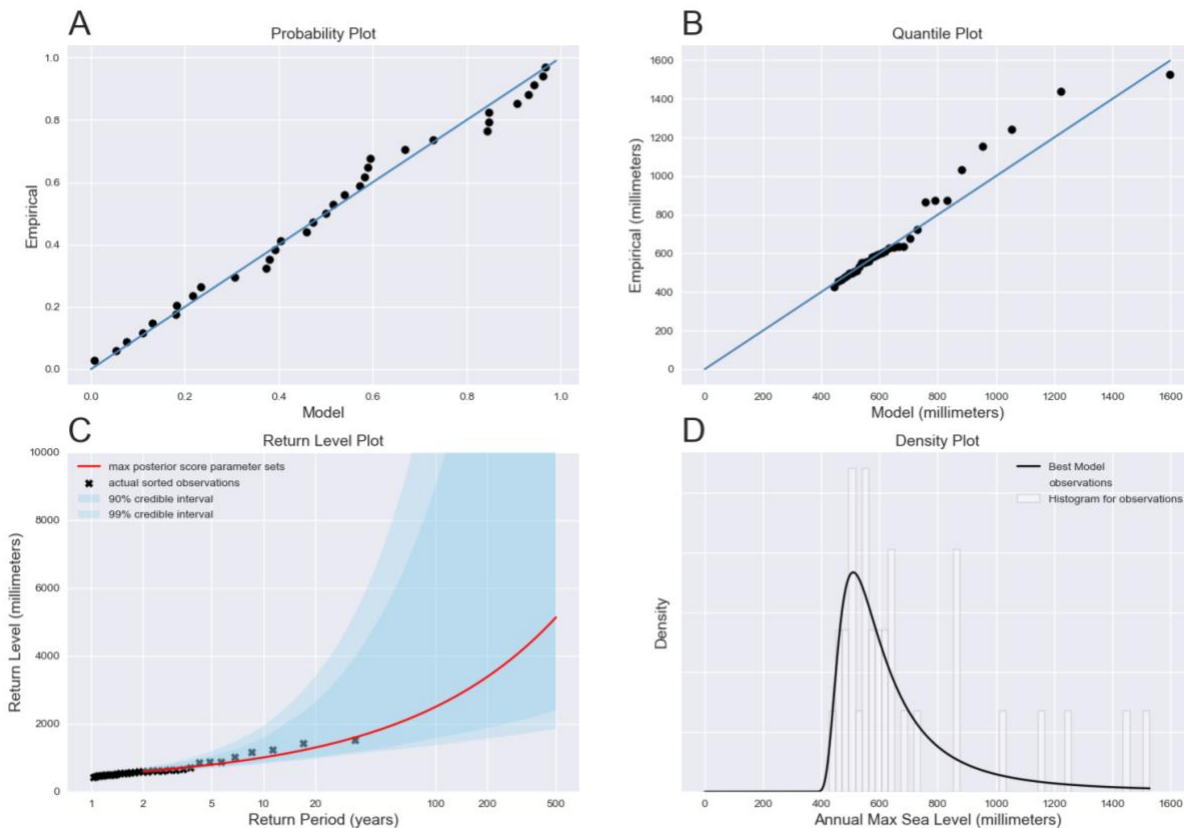 A
Probability Plot
1.0
0.8
0.6
0.4
0.2
0.0
Empirical
0.0 0.2 0.4 0.6 0.8 1.0
Model
B
Quantile Plot
1600
1400
1200
1000
800
600
400
200
0
Empirical (millimeters)
0 200 400 600 800 1000 1200 1400 1600
Model (millimeters)
C
Return Level Plot
10000
8000
6000
4000
2000
0
Return Level (millimeters)
max posterior score parameter sets
actual sorted observations
90% credible interval
99% credible interval
1 2 5 10 20 100 200 500
Return Period (years)
D
Density Plot
Density
Best Model
observations
Histogram for observations
0 200 400 600 800 1000 1200 1400 1600
Annual Max Sea Level (millimeters)